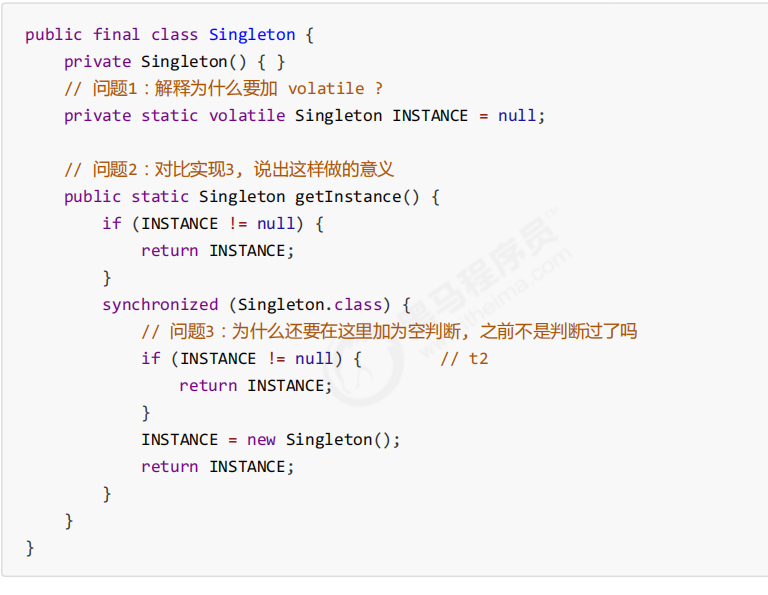 public final class Singleton {
private Singleton() { }
// 问题1：解释为什么要加 volatile ?
private static volatile Singleton INSTANCE = null;
// 问题2：对比实现3, 说出这样做的意义
public static Singleton getInstance() {
if (INSTANCE != null) {
return INSTANCE;
}
synchronized (Singleton.class) {
// 问题3：为什么还要在这里加为空判断, 之前不是判断过了吗
if (INSTANCE != null) { // t2
return INSTANCE;
}
INSTANCE = new Singleton();
return INSTANCE;
}
}
}
黑马程序员